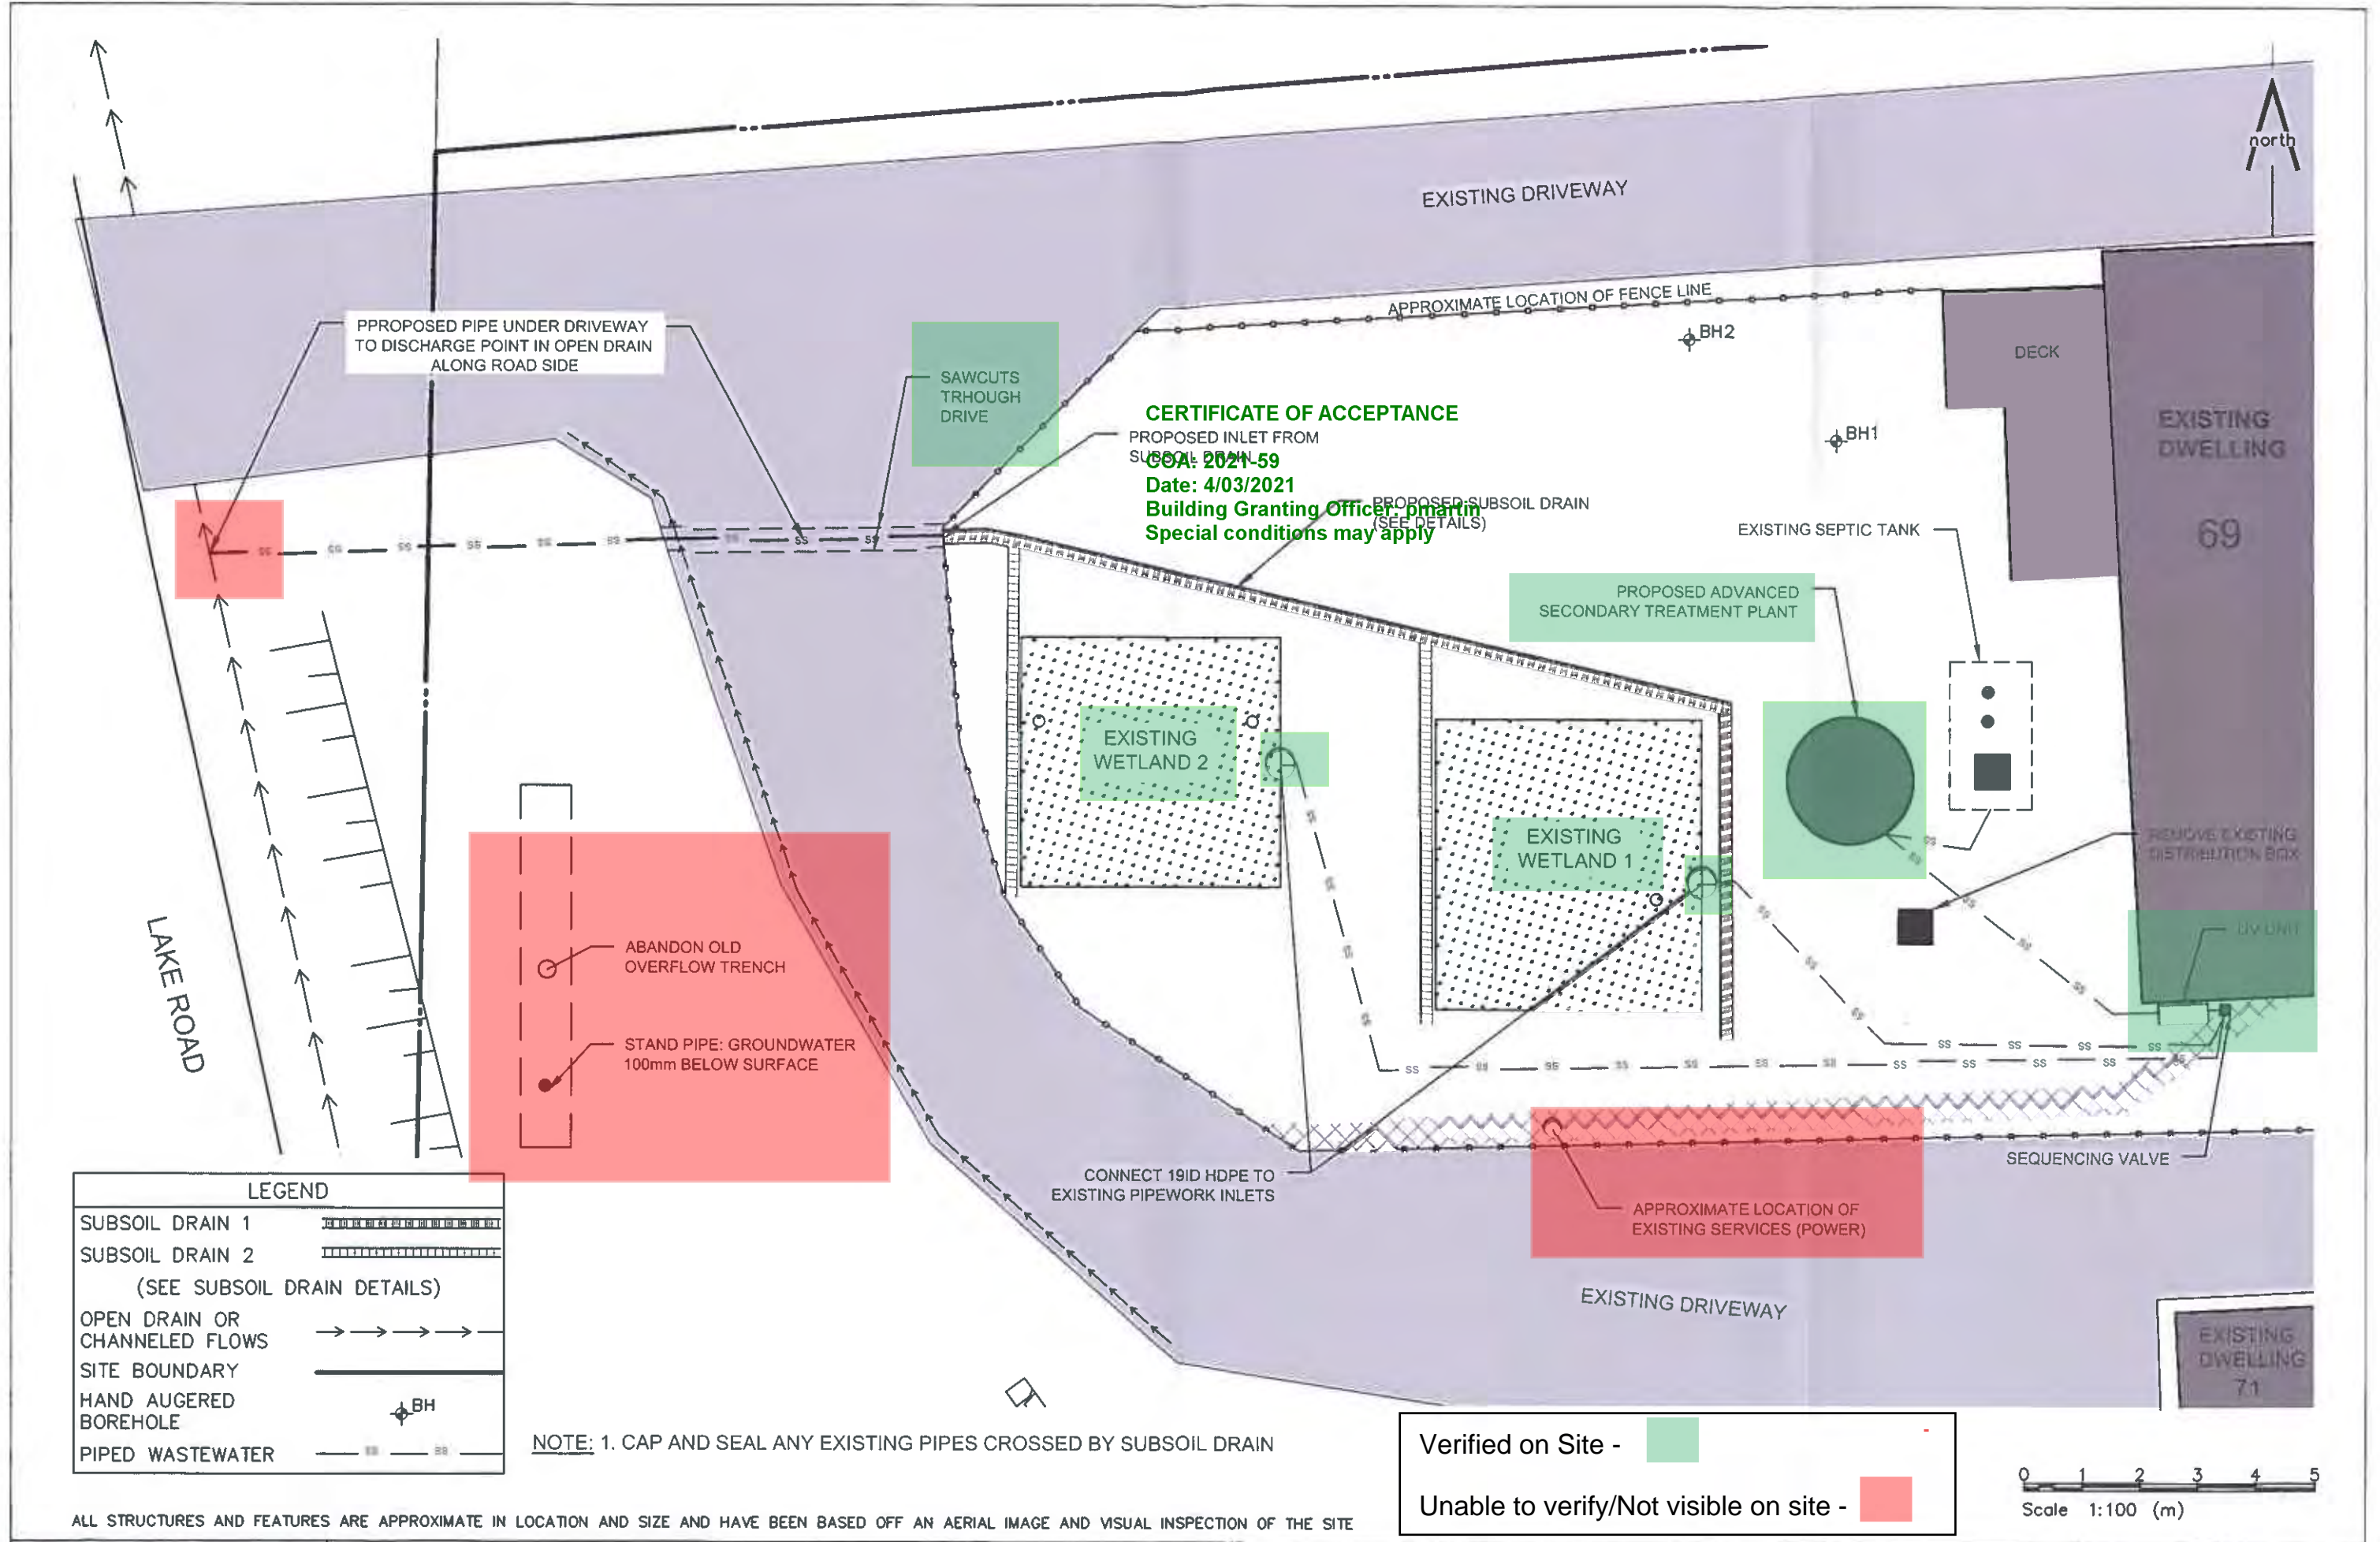 north
EXISTING DRIVEWAY
APPROXIMATE LOCATION OF FENCE LINE
BH2
DECK
PPROPOSED PIPE UNDER DRIVEWAY
TO DISCHARGE POINT IN OPEN DRAIN
ALONG ROAD SIDE
SAWCUTS
TRHOUGH
DRIVE
CERTIFICATE OF ACCEPTANCE
PROPOSED INLET FROM
SUBSOIL DRAIN
COA: 2021-59
Date: 4/03/2021
Building Granting Officer: pmartin
Special conditions may apply
PROPOSED SUBSOIL DRAIN
(SEE DETAILS)
BH1
EXISTING
DWELLING
69
EXISTING SEPTIC TANK
PROPOSED ADVANCED
SECONDARY TREATMENT PLANT
EXISTING
WETLAND 2
EXISTING
WETLAND 1
REMOVE EXISTING
DISTRIBUTION BOX
UV UNIT
LAKE ROAD
ABANDON OLD
OVERFLOW TRENCH
STAND PIPE: GROUNDWATER
100mm BELOW SURFACE
CONNECT 19ID HDPE TO
EXISTING PIPEWORK INLETS
SEQUENCING VALVE
APPROXIMATE LOCATION OF
EXISTING SERVICES (POWER)
EXISTING DRIVEWAY
EXISTING
DWELLING
71
LEGEND
SUBSOIL DRAIN 1
SUBSOIL DRAIN 2
(SEE SUBSOIL DRAIN DETAILS)
OPEN DRAIN OR
CHANNELED FLOWS
SITE BOUNDARY
HAND AUGERED
BOREHOLE
BH
PIPED WASTEWATER
SS SS
NOTE: 1. CAP AND SEAL ANY EXISTING PIPES CROSSED BY SUBSOIL DRAIN
Verified on Site -
Unable to verify/Not visible on site -
0 1 2 3 4 5
Scale 1:100 (m)
ALL STRUCTURES AND FEATURES ARE APPROXIMATE IN LOCATION AND SIZE AND HAVE BEEN BASED OFF AN AERIAL IMAGE AND VISUAL INSPECTION OF THE SITE